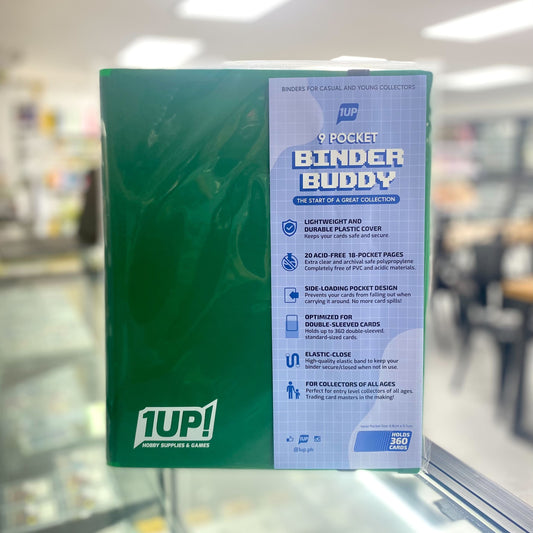 BINDERS FOR CASUAL AND YOUNG COLLECTORS
1UP
9 POCKET
BINDER
BUDDY
THE START OF A GREAT COLLECTION
LIGHTWEIGHT AND
DURABLE PLASTIC COVER
Keeps your cards safe and secure.
20 ACID-FREE 18-POCKET PAGES
Extra clear and archival safe polypropylene
Completely free of PVC and acidic materials.
SIDE-LOADING POCKET DESIGN
Prevents your cards from falling out when
carrying it around. No more card spills!
OPTIMIZED FOR
DOUBLE-SLEEVED CARDS
Holds up to 360 double-sleeved,
standard-sized cards.
ELASTIC-CLOSE
High-quality elastic band to keep your
binder secure/closed when not in use.
FOR COLLECTORS OF ALL AGES
Perfect for entry level collectors of all ages.
Trading card masters in the making!
1UP
@1up.ph
HOLDS
360
CARDS
1UP!
HOBBY SUPPLIES & GAMES